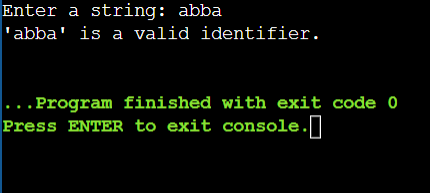 Enter a string: abba
'abba' is a valid identifier.
...Program finished with exit code 0
Press ENTER to exit console.